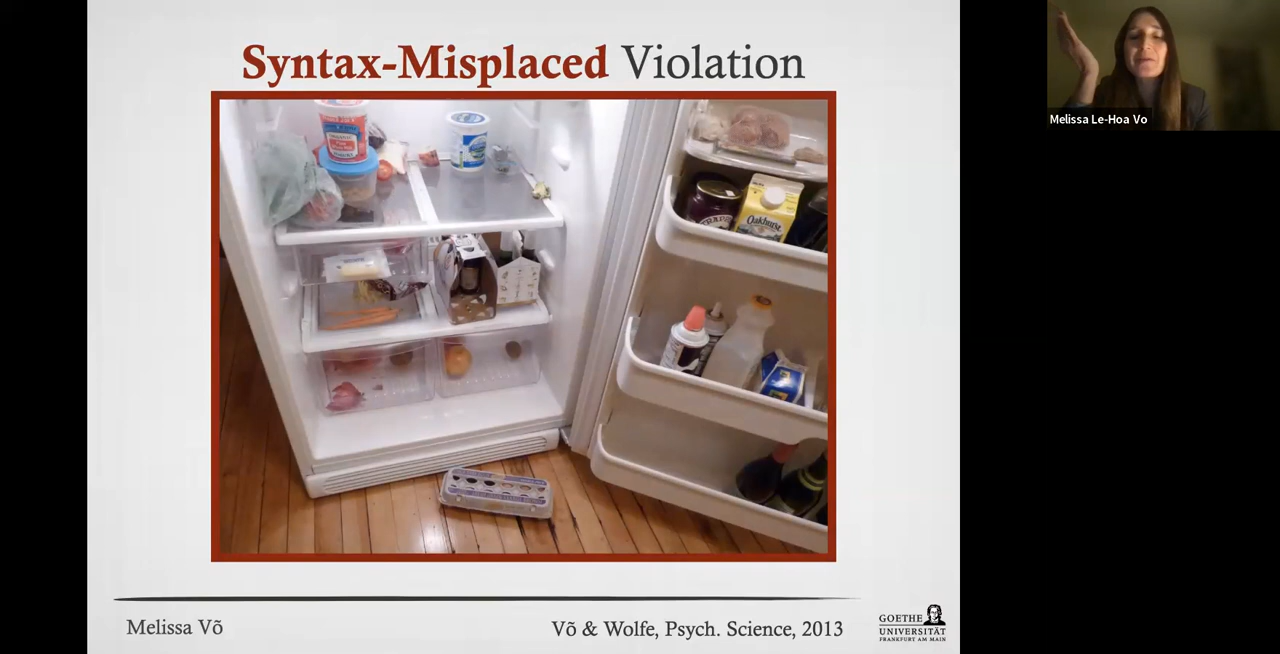 Syntax-Misplaced Violation
Melissa Le-Hoa Vo
ORGANIC
Oakhurst
Melissa Võ
Võ & Wolfe, Psych. Science, 2013
GOETHE
UNIVERSITÄT
FRANKFURT AM MAIN